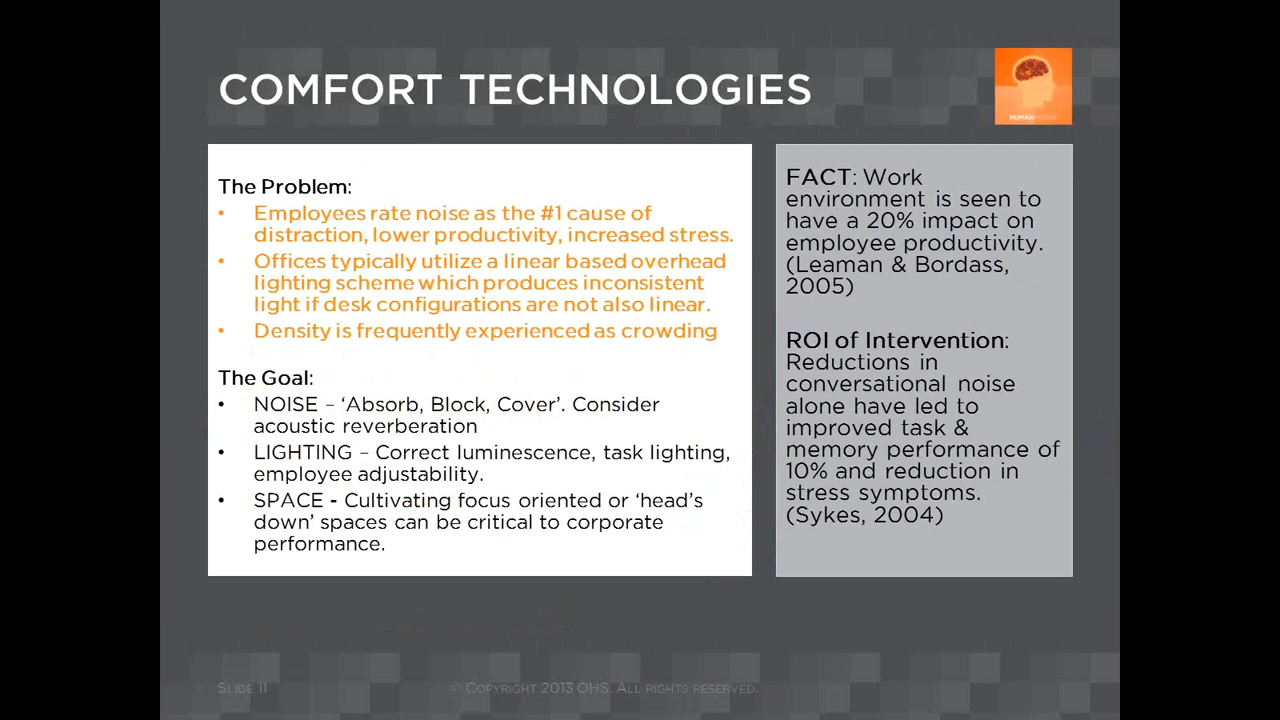 COMFORT TECHNOLOGIES
HUMAN
The Problem:
• Employees rate noise as the #1 cause of
distraction, lower productivity, increased stress.
• Offices typically utilize a linear based overhead
lighting scheme which produces inconsistent
light if desk configurations are not also linear.
• Density is frequently experienced as crowding
The Goal:
• NOISE – ‘Absorb, Block, Cover’. Consider
acoustic reverberation
• LIGHTING – Correct luminescence, task lighting,
employee adjustability.
• SPACE - Cultivating focus oriented or ‘head’s
down’ spaces can be critical to corporate
performance.
FACT: Work
environment is seen to
have a 20% impact on
employee productivity.
(Leaman & Bordass,
2005)
ROI of Intervention:
Reductions in
conversational noise
alone have led to
improved task &
memory performance of
10% and reduction in
stress symptoms.
(Sykes, 2004)
SLIDE 11
© COPYRIGHT 2013 OHS. ALL RIGHTS RESERVED.